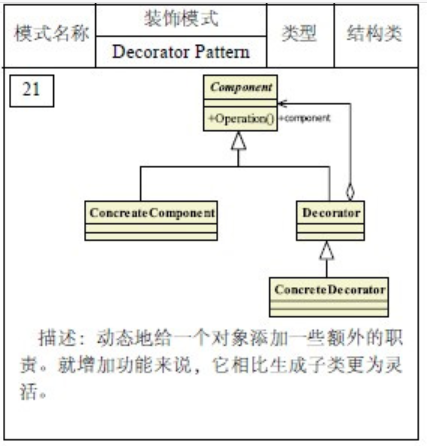 模式名称
装饰模式
Decorator Pattern
类型
结构类
21
Component
+Operation()
+component
ConcreateComponent
Decorator
ConcreteDecorator
描述：动态地给一个对象添加一些额外的职
责。就增加功能来说，它相比生成子类更为灵
活。